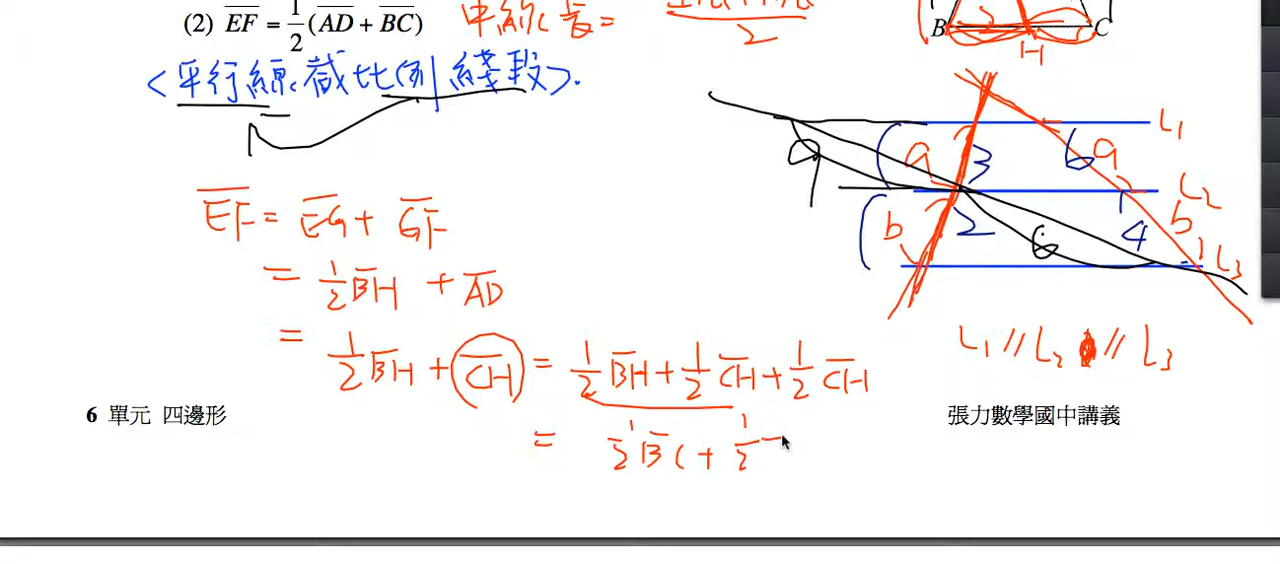 (2) EF = 1/2 (AD + BC)
中線長 =
2
<平行線截比例線段>.
B 2 H C
L1
a 3 6 a
9
L2
b 2 6 4 b
L3
EF = EG + GF
= 1/2 BH + AD
= 1/2 BH + CH = 1/2 BH + 1/2 CH + 1/2 CH
= 1/2 BC + 1/2
L1 // L2 // L3
6 單元 四邊形
張力數學國中講義